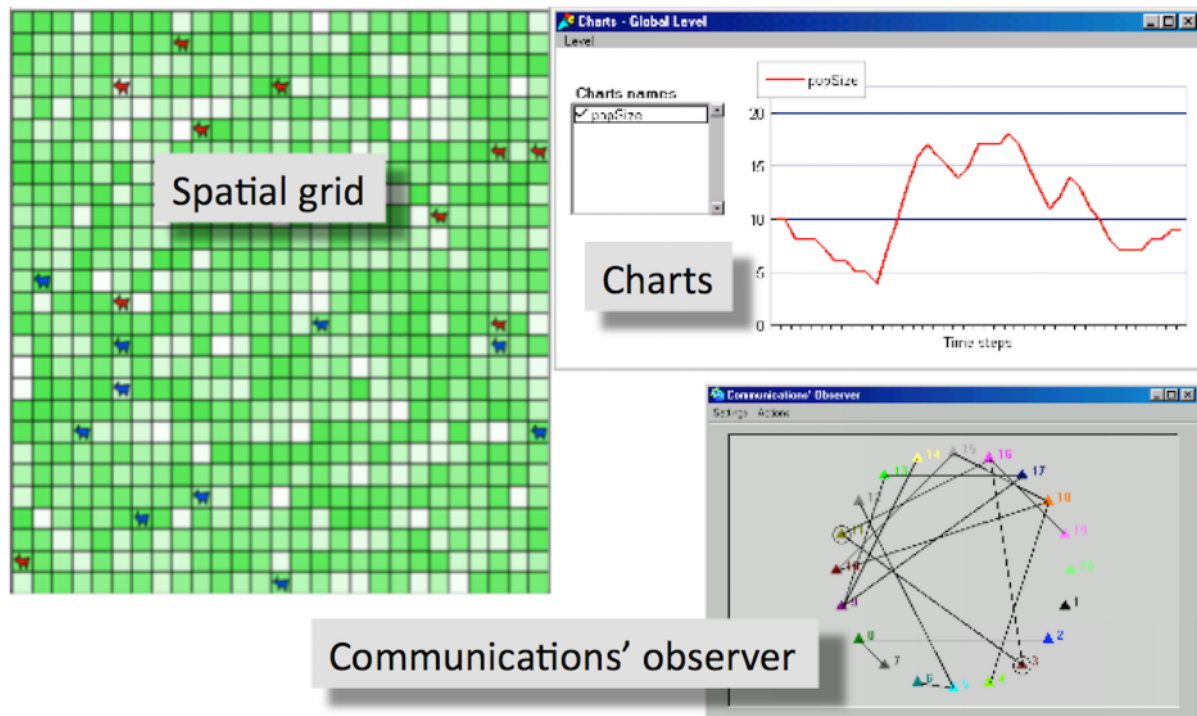 Charts - Global Level
Level
Charts names
popSize
popSize
20
15
10
5
0
Time steps
Spatial grid
Charts
Communications' Observer
Settings Actions
14
15
16
13
17
12
18
11
19
10
20
9
1
8
2
7
3
6
5
4
Communications' observer